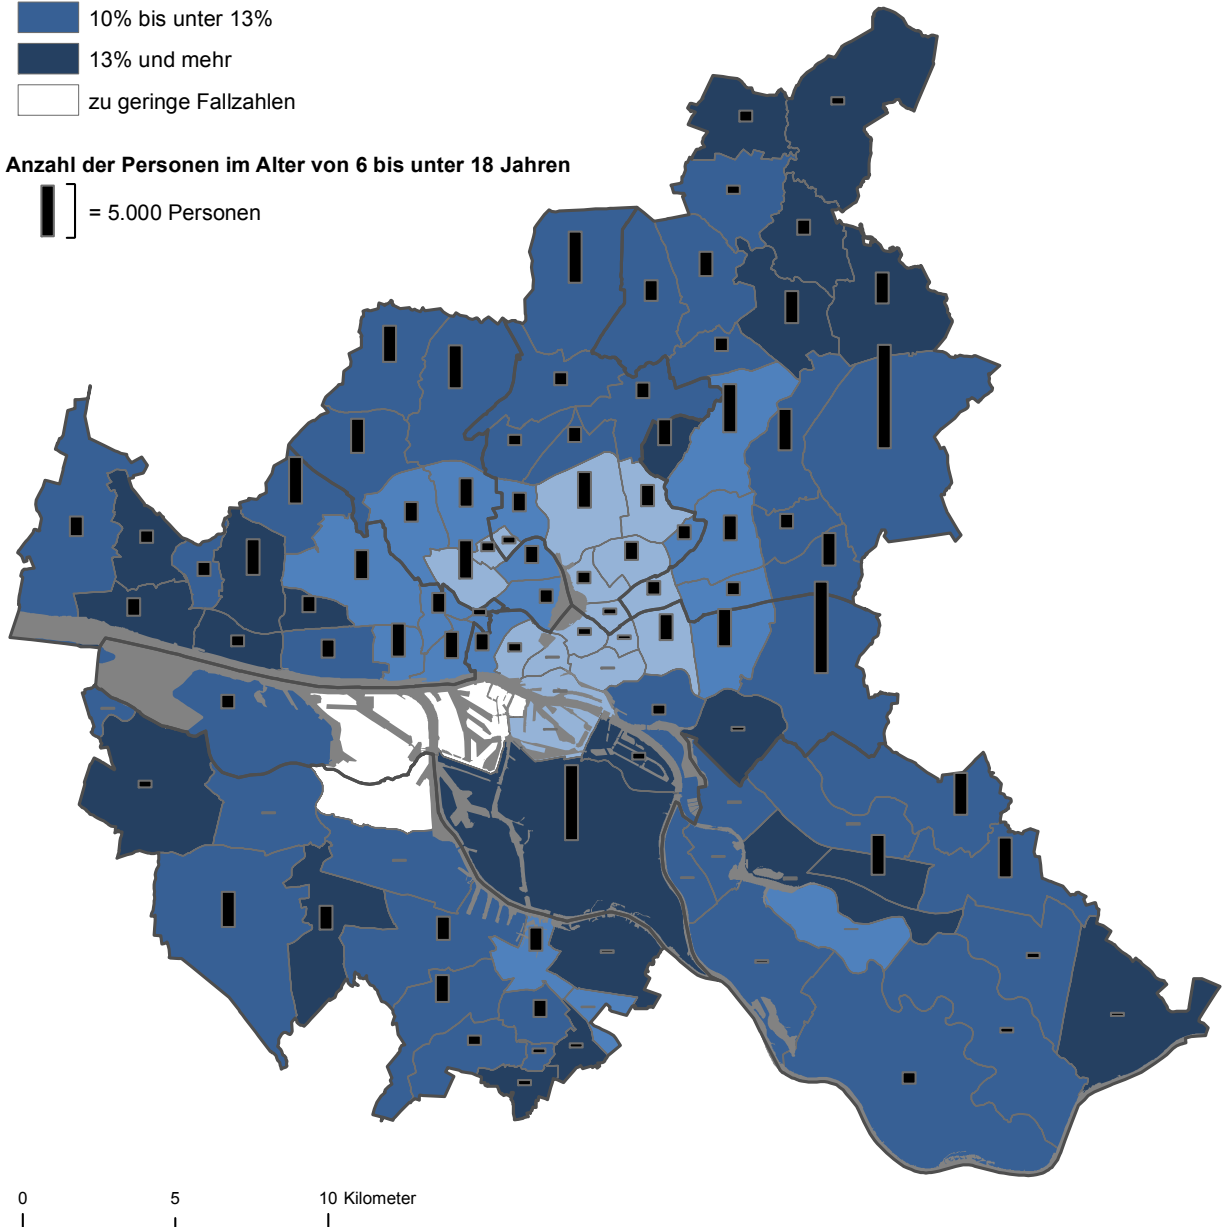 10% bis unter 13%
13% und mehr
zu geringe Fallzahlen
Anzahl der Personen im Alter von 6 bis unter 18 Jahren
= 5.000 Personen
0 5 10 Kilometer